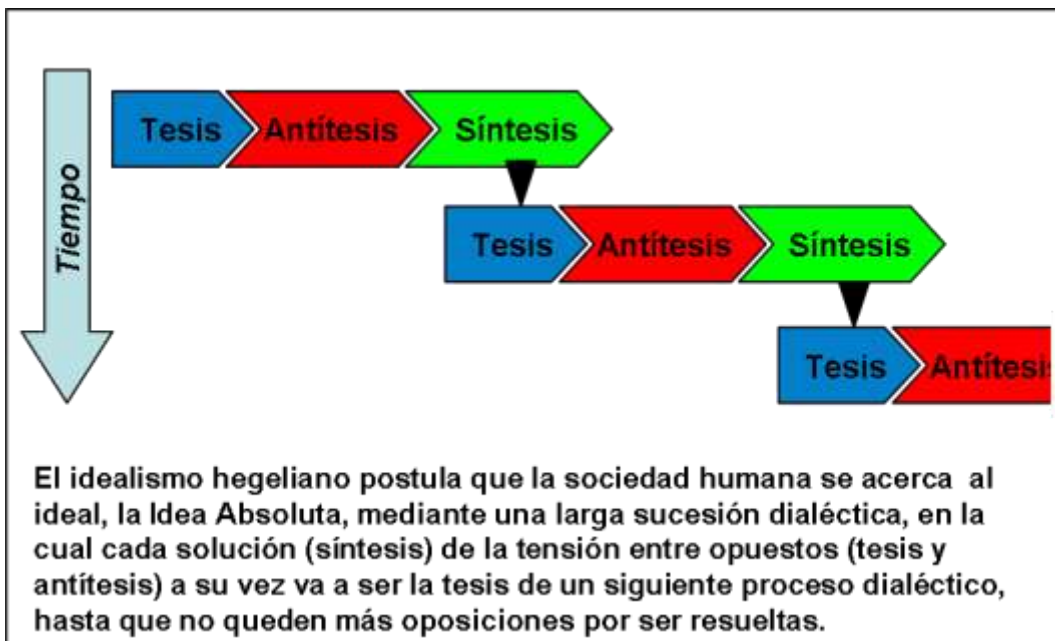 Tiempo
Tesis Antítesis Síntesis
Tesis Antítesis Síntesis
Tesis Antítesis
El idealismo hegeliano postula que la sociedad humana se acerca al
ideal, la Idea Absoluta, mediante una larga sucesión dialéctica, en la
cual cada solución (síntesis) de la tensión entre opuestos (tesis y
antítesis) a su vez va a ser la tesis de un siguiente proceso dialéctico,
hasta que no queden más oposiciones por ser resueltas.